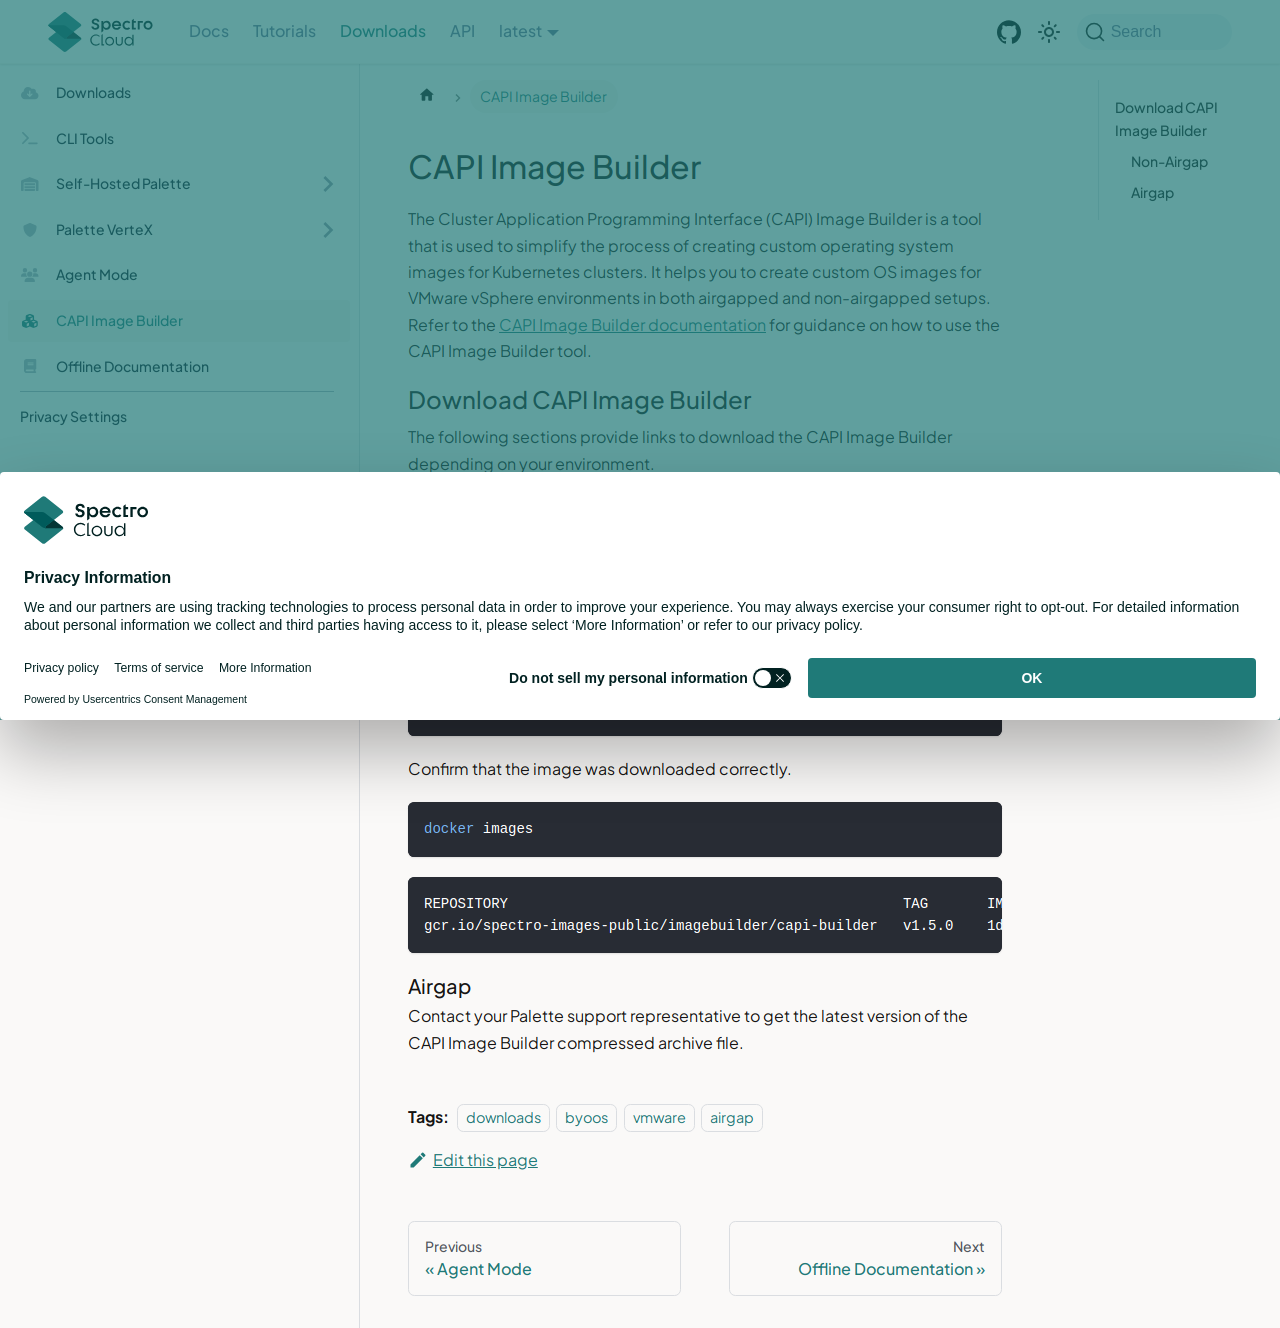 Spectro
Cloud
Docs
Tutorials
Downloads
API
latest
Search
Downloads
CLI Tools
Self-Hosted Palette
Palette VerteX
Agent Mode
CAPI Image Builder
Offline Documentation
Privacy Settings
CAPI Image Builder
CAPI Image Builder
The Cluster Application Programming Interface (CAPI) Image Builder is a tool
that is used to simplify the process of creating custom operating system
images for Kubernetes clusters. It helps you to create custom OS images for
VMware vSphere environments in both airgapped and non-airgapped setups.
Refer to the CAPI Image Builder documentation for guidance on how to use the
CAPI Image Builder tool.
Download CAPI Image Builder
The following sections provide links to download the CAPI Image Builder
depending on your environment.
Download CAPI
Image Builder
Non-Airgap
Airgap
Spectro
Cloud
Privacy Information
We and our partners are using tracking technologies to process personal data in order to improve your experience. You may always exercise your consumer right to opt-out. For detailed information
about personal information we collect and third parties having access to it, please select ‘More Information’ or refer to our privacy policy.
Privacy policy
Terms of service
More Information
Powered by Usercentrics Consent Management
Do not sell my personal information
OK
Confirm that the image was downloaded correctly.
docker images
REPOSITORY TAG IM
gcr.io/spectro-images-public/imagebuilder/capi-builder v1.5.0 1d
Airgap
Contact your Palette support representative to get the latest version of the
CAPI Image Builder compressed archive file.
Tags: downloads byoos vmware airgap
Edit this page
Previous
« Agent Mode
Next
Offline Documentation »